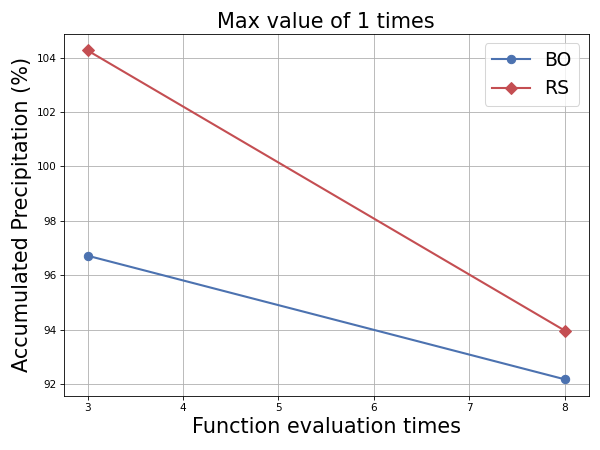 Max value of 1 times
BO
RS
Accumulated Precipitation (%)
104
102
100
98
96
94
92
3 4 5 6 7 8
Function evaluation times